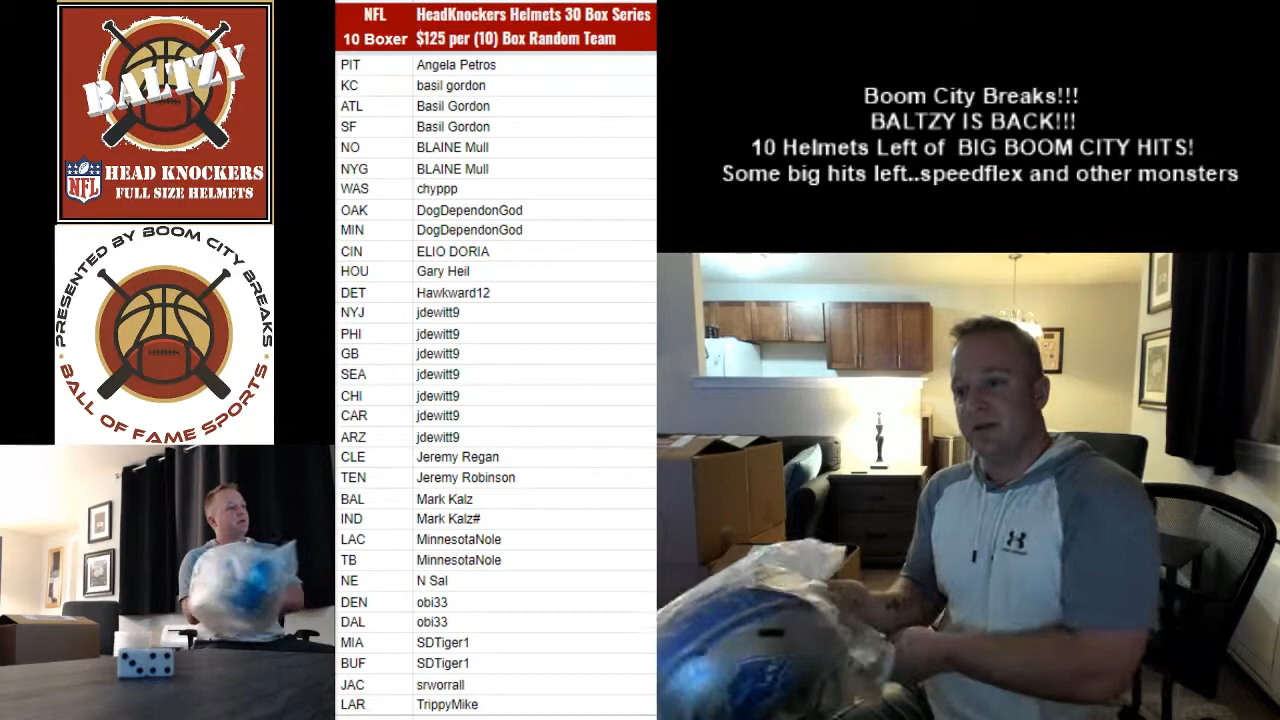 BALTZY
NFL
HEAD KNOCKERS
FULL SIZE HELMETS
PRESENTED BY BOOM CITY BREAKS
BALL OF FAME SPORTS
NFL HeadKnockers Helmets 30 Box Series
10 Boxer $125 per (10) Box Random Team
PIT Angela Petros
KC basil gordon
ATL Basil Gordon
SF Basil Gordon
NO BLAINE Mull
NYG BLAINE Mull
WAS chyppp
OAK DogDependonGod
MIN DogDependonGod
CIN ELIO DORIA
HOU Gary Heil
DET Hawkward12
NYJ jdewitt9
PHI jdewitt9
GB jdewitt9
SEA jdewitt9
CHI jdewitt9
CAR jdewitt9
ARZ jdewitt9
CLE Jeremy Regan
TEN Jeremy Robinson
BAL Mark Kalz
IND Mark Kalz#
LAC MinnesotaNole
TB MinnesotaNole
NE N Sal
DEN obi33
DAL obi33
MIA SDTiger1
BUF SDTiger1
JAC srworrall
LAR TrippyMike
Boom City Breaks!!!
BALTZY IS BACK!!!
10 Helmets Left of BIG BOOM CITY HITS!
Some big hits left..speedflex and other monsters